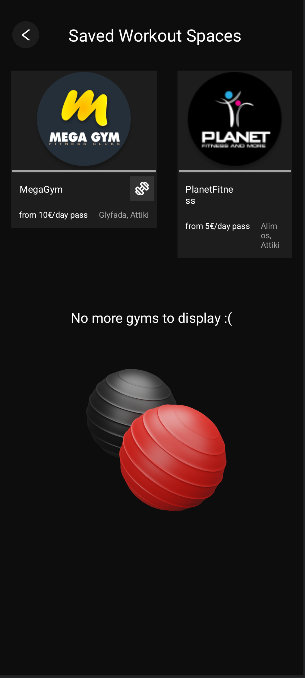 Saved Workout Spaces
MEGA GYM
FITNESS CLUBS
PLANET
FITNESS AND MORE
MegaGym
from 10€/day pass
Glyfada, Attiki
PlanetFitne
ss
from 5€/day pass
Alim
os,
Attiki
No more gyms to display :(